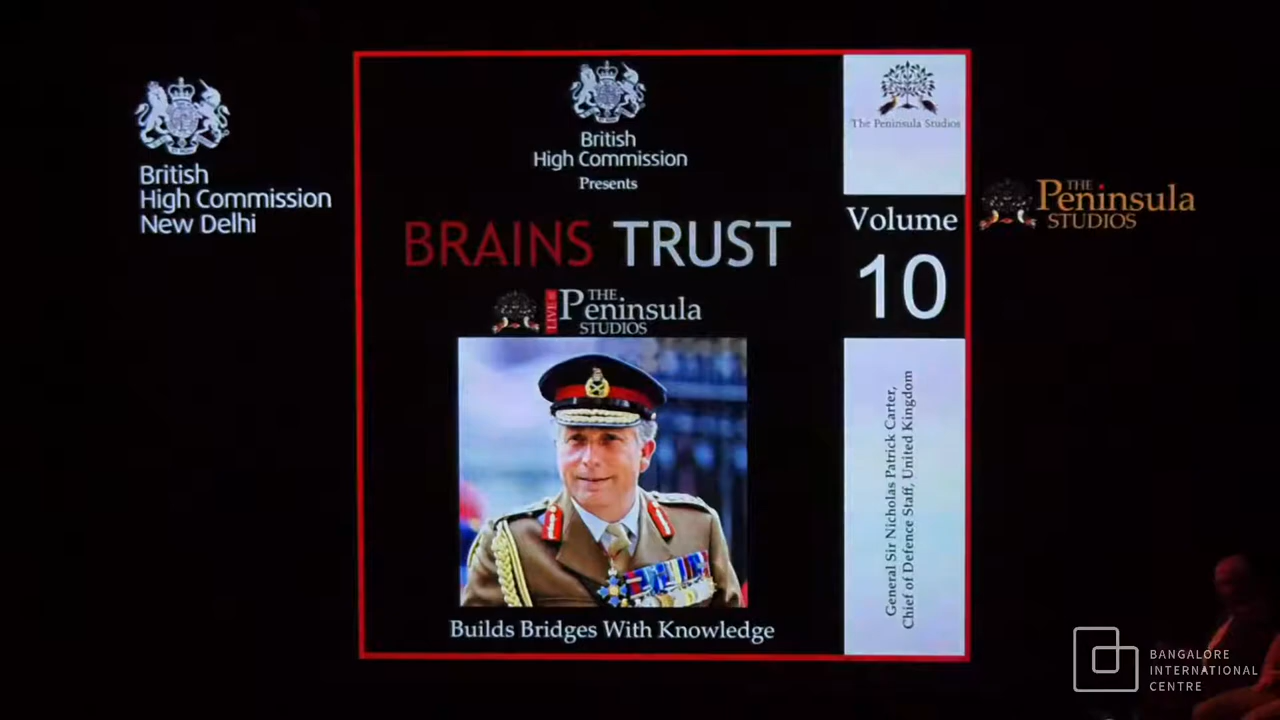 British
High Commission
New Delhi
British
High Commission
Presents
BRAINS TRUST
LIVE @
THE
Peninsula
STUDIOS
Builds Bridges With Knowledge
The Peninsula Studios
Volume
10
General Sir Nicholas Patrick Carter,
Chief of Defence Staff, United Kingdom
THE
Peninsula
STUDIOS
BANGALORE
INTERNATIONAL
CENTRE